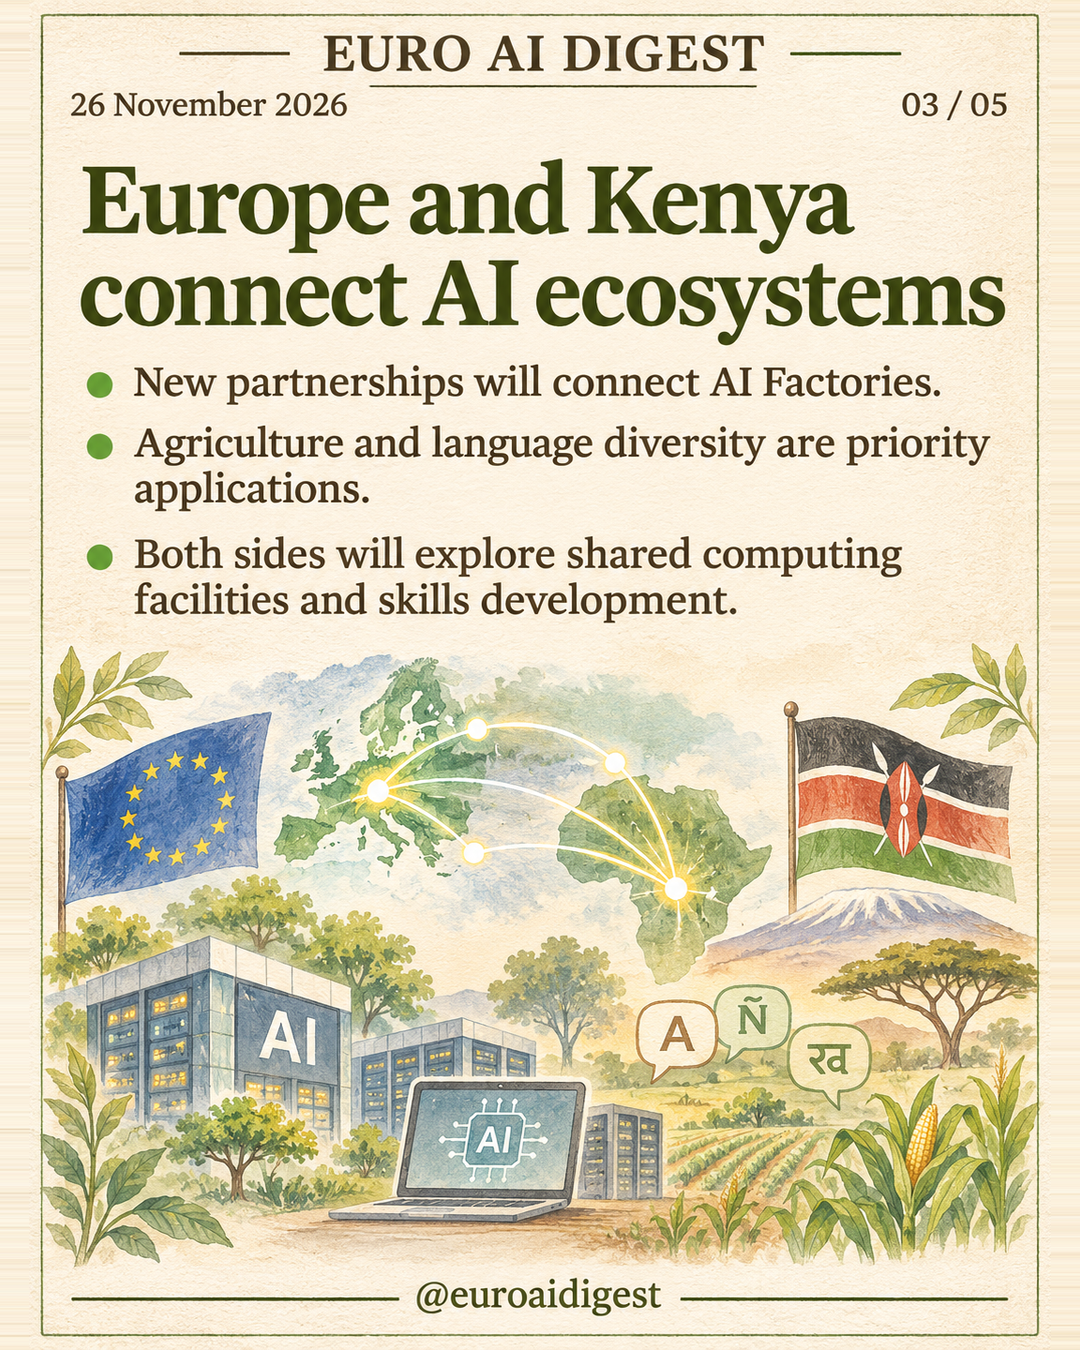 EURO AI DIGEST
26 November 2026
03 / 05
Europe and Kenya
connect AI ecosystems
New partnerships will connect AI Factories.
Agriculture and language diversity are priority
applications.
Both sides will explore shared computing
facilities and skills development.
AI
AI
A
Ñ
ख
@euroaidigest